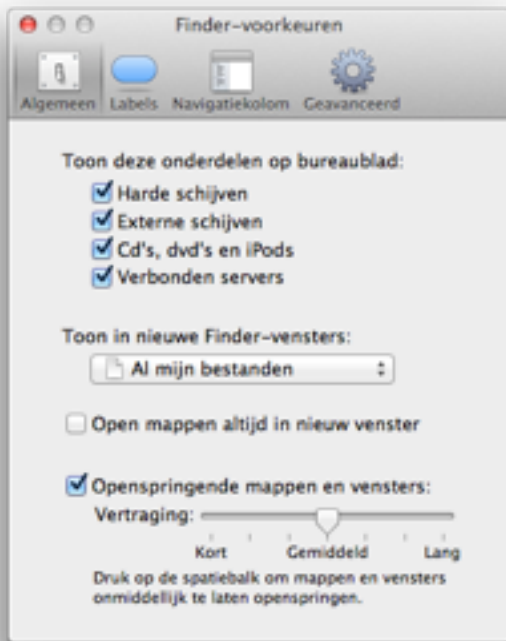 Finder-voorkeuren
Algemeen Labels Navigatiekolom Geavanceerd
Toon deze onderdelen op bureaublad:
Harde schijven
Externe schijven
Cd's, dvd's en iPods
Verbonden servers
Toon in nieuwe Finder-vensters:
Al mijn bestanden
Open mappen altijd in nieuw venster
Openspringende mappen en vensters:
Vertraging:
Kort Gemiddeld Lang
Druk op de spatiebalk om mappen en vensters
onmiddellijk te laten openspringen.